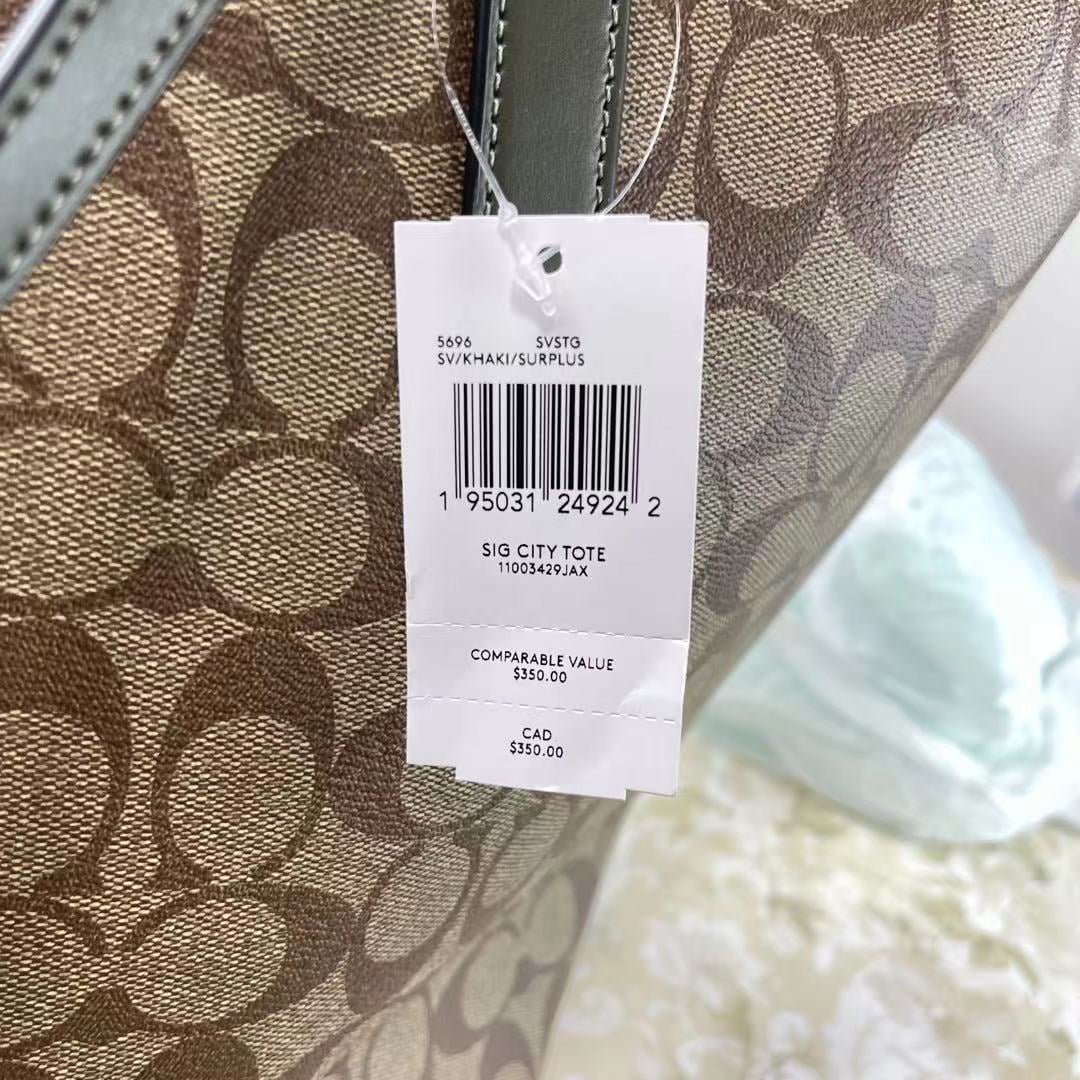 5696 SVSTG
SV/KHAKI/SURPLUS
1 95031 24924 2
SIG CITY TOTE
11003429JAX
COMPARABLE VALUE
$350.00
CAD
$350.00